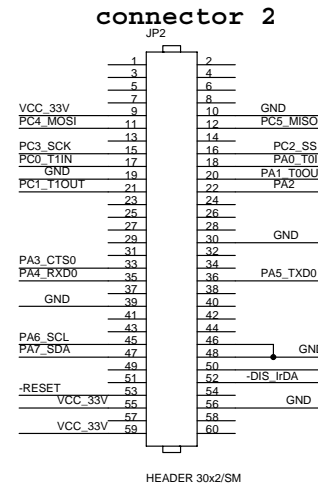 connector 2
JP2
1 2
3 4
5 6
7 8
VCC_33V 9 10 GND
PC4_MOSI 11 12 PC5_MISO
13 14
PC3_SCK 15 16 PC2_SS
PC0_T1IN 17 18 PA0_T0I
GND 19 20 PA1_T0OU
PC1_T1OUT 21 22 PA2
23 24
25 26
27 28
29 30 GND
31 32
PA3_CTS0 33 34
PA4_RXD0 35 36 PA5_TXD0
37 38
GND 39 40
41 42
43 44
PA6_SCL 45 46
PA7_SDA 47 48 GND
49 50
51 52 -DIS_IrDA
-RESET 53 54
VCC_33V 55 56 GND
57 58
VCC_33V 59 60
HEADER 30x2/SM